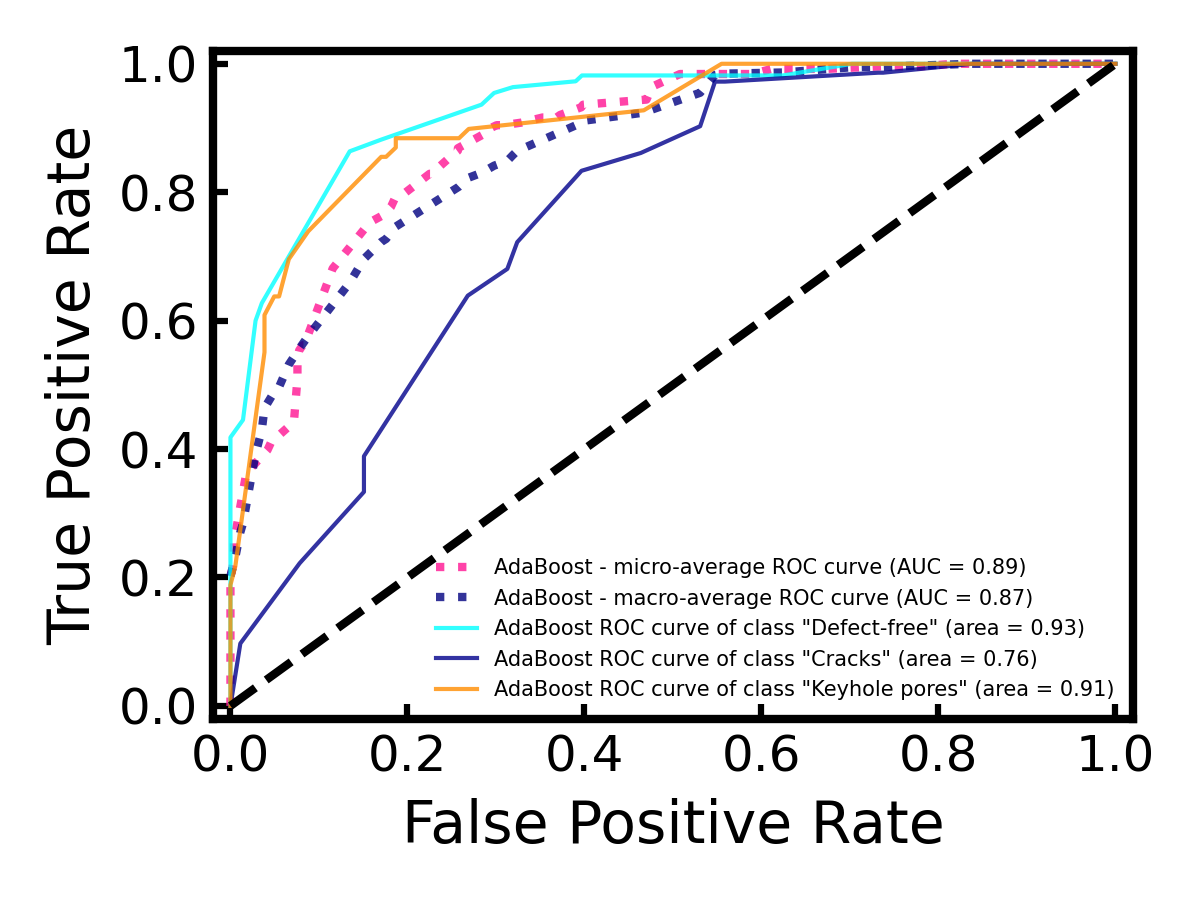 1.0
0.8
0.6
0.4
0.2
0.0
True Positive Rate
AdaBoost - micro-average ROC curve (AUC = 0.89)
AdaBoost - macro-average ROC curve (AUC = 0.87)
AdaBoost ROC curve of class "Defect-free" (area = 0.93)
AdaBoost ROC curve of class "Cracks" (area = 0.76)
AdaBoost ROC curve of class "Keyhole pores" (area = 0.91)
0.0 0.2 0.4 0.6 0.8 1.0
False Positive Rate